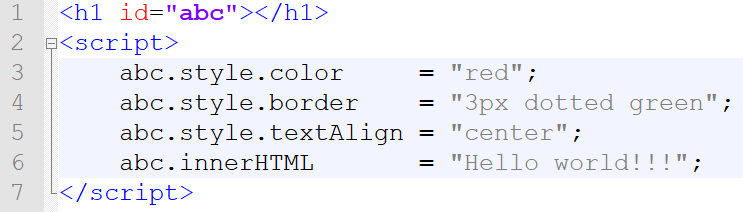 1 <h1 id="abc"></h1>
2 <script>
3     abc.style.color     = "red";
4     abc.style.border    = "3px dotted green";
5     abc.style.textAlign = "center";
6     abc.innerHTML       = "Hello world!!!";
7 </script>